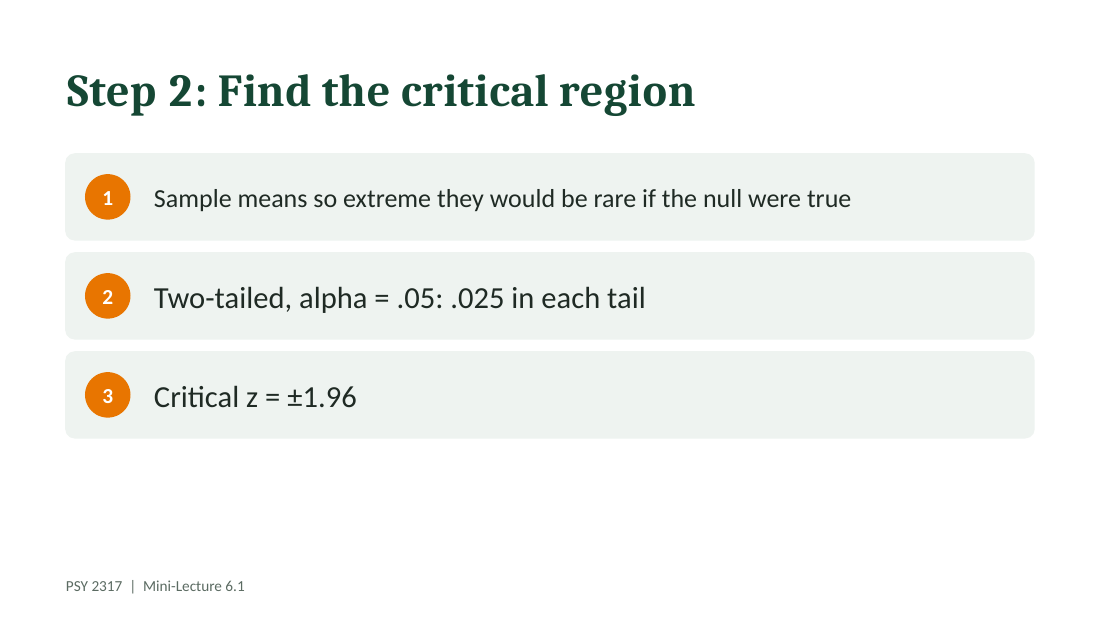 Step 2: Find the critical region
1 Sample means so extreme they would be rare if the null were true
2 Two-tailed, alpha = .05: .025 in each tail
3 Critical z = ±1.96
PSY 2317 | Mini-Lecture 6.1